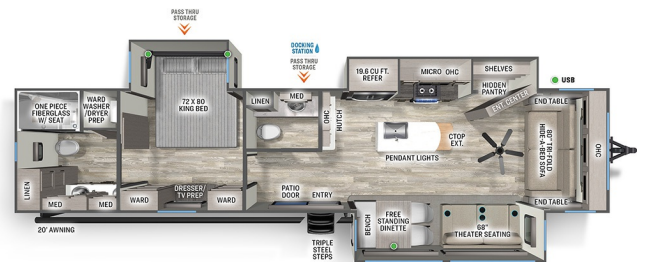 PASS THRU
STORAGE
DOCKING
STATION
PASS THRU
STORAGE
19.6 CU FT.
REFER
MICRO
OHC
SHELVES
HIDDEN
PANTRY
USB
ONE PIECE
FIBERGLASS
W/ SEAT
WARD
WASHER
/DRYER
PREP
72 X 80
KING BED
LINEN
MED
OHC
HUTCH
ENT. CENTER
END TABLE
CTOP
EXT.
PENDANT LIGHTS
80" TRI-FOLD
HIDE-A-BED SOFA
OHC
LINEN
MED
MED
WARD
DRESSER/
TV PREP
WARD
PATIO
DOOR
ENTRY
BENCH
FREE
STANDING
DINETTE
68"
THEATER SEATING
END TABLE
20' AWNING
TRIPLE
STEEL
STEPS